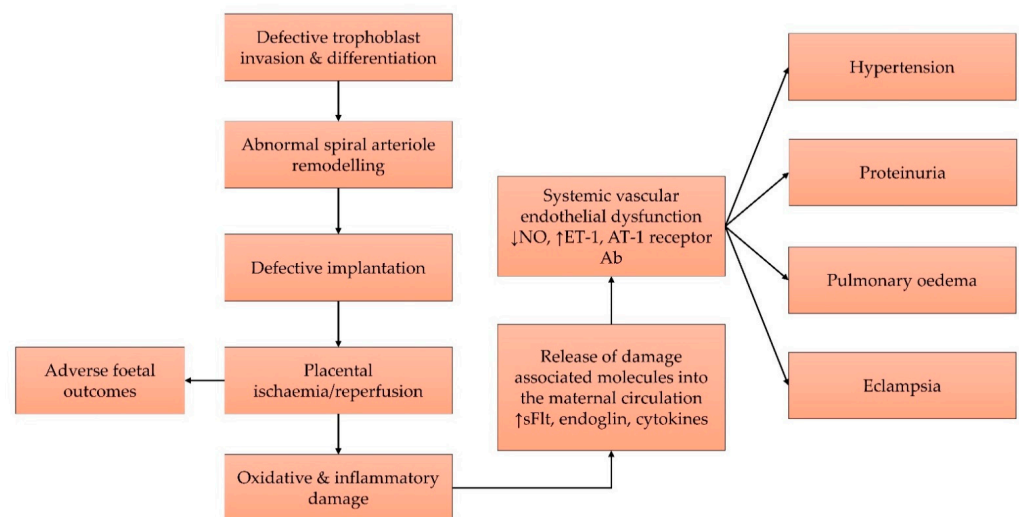 Defective trophoblast
invasion & differentiation
Abnormal spiral arteriole
remodelling
Defective implantation
Placental
ischaemia/reperfusion
Adverse foetal
outcomes
Oxidative & inflammatory
damage
Release of damage
associated molecules into
the maternal circulation
↑sFlt, endoglin, cytokines
Systemic vascular
endothelial dysfunction
↓NO, ↑ET-1, AT-1 receptor
Ab
Hypertension
Proteinuria
Pulmonary oedema
Eclampsia